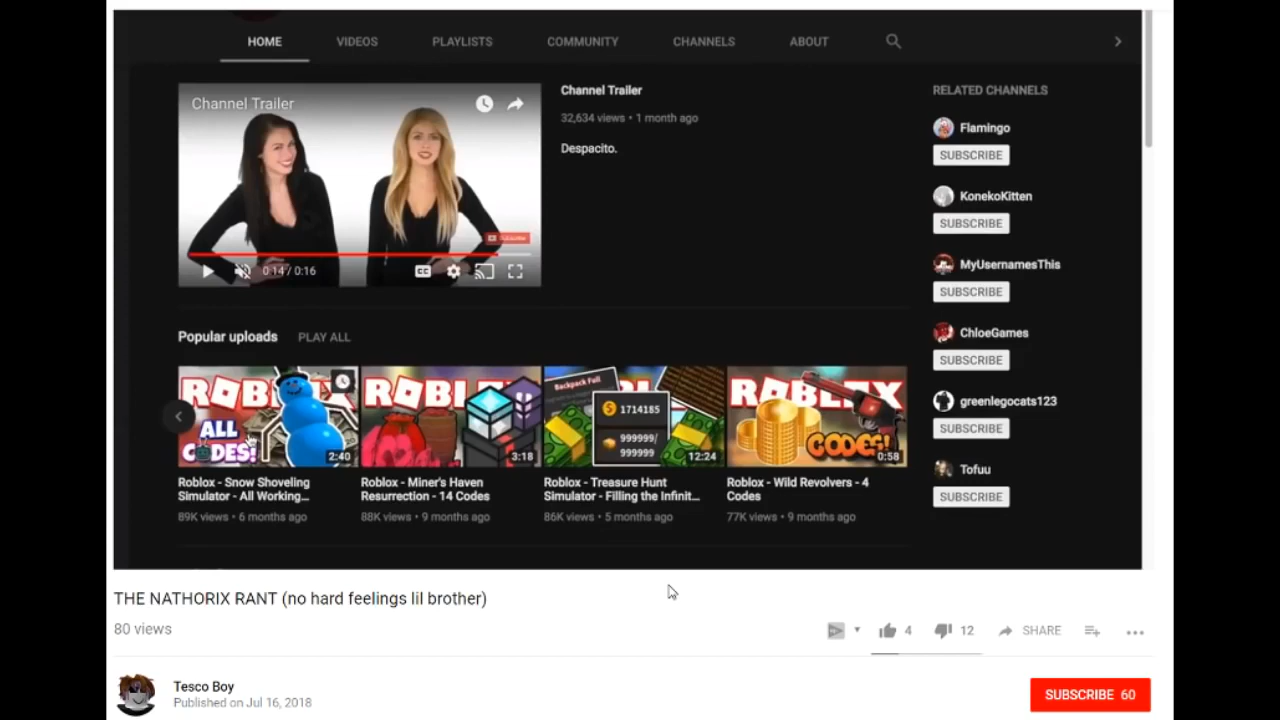 HOME VIDEOS PLAYLISTS COMMUNITY CHANNELS ABOUT
Channel Trailer
0:14 / 0:16
CC
Channel Trailer
32,634 views • 1 month ago
Despacito.
RELATED CHANNELS
Flamingo
SUBSCRIBE
KonekoKitten
SUBSCRIBE
MyUsernamesThis
SUBSCRIBE
ChloeGames
SUBSCRIBE
greenlegocats123
SUBSCRIBE
Tofuu
SUBSCRIBE
Popular uploads PLAY ALL
ROBLOX
ALL
CODES!
2:40
Roblox - Snow Shoveling
Simulator - All Working...
89K views • 6 months ago
ROBL
3:18
Roblox - Miner's Haven
Resurrection - 14 Codes
88K views • 9 months ago
Backpack Full
1714185
999999/
999999
12:24
Roblox - Treasure Hunt
Simulator - Filling the Infinit...
86K views • 5 months ago
ROBLOX
CODES!
0:58
Roblox - Wild Revolvers - 4
Codes
77K views • 9 months ago
THE NATHORIX RANT (no hard feelings lil brother)
80 views
4 12 SHARE
Tesco Boy
Published on Jul 16, 2018
SUBSCRIBE 60